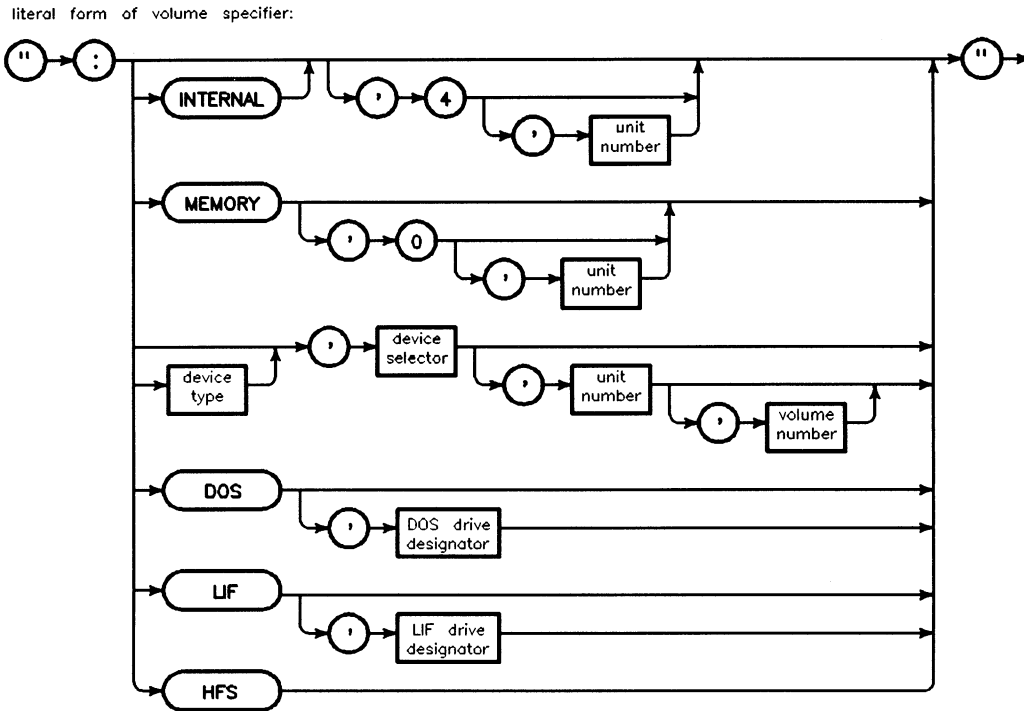 literal form of volume specifier:
" : "
INTERNAL , 4
, unit
number
MEMORY
, 0
, unit
number
, device
selector
device
type
, unit
number
, volume
number
DOS
, DOS drive
designator
LIF
, LIF drive
designator
HFS